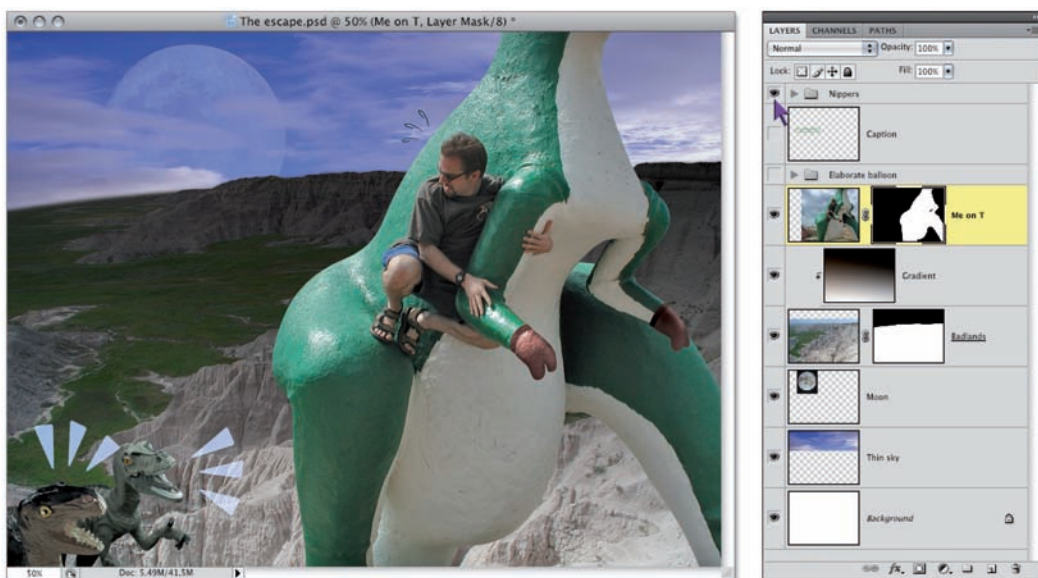 The escape.psd @ 50% (Me on T, Layer Mask/8) *
50%
Doc: 5.49M/41.5M
LAYERS CHANNELS PATHS
Normal Opacity: 100%
Lock: Fill: 100%
Nippers
Caption
Elaborate balloon
Me on T
Gradient
Badlands
Moon
Thin sky
Background
fx.